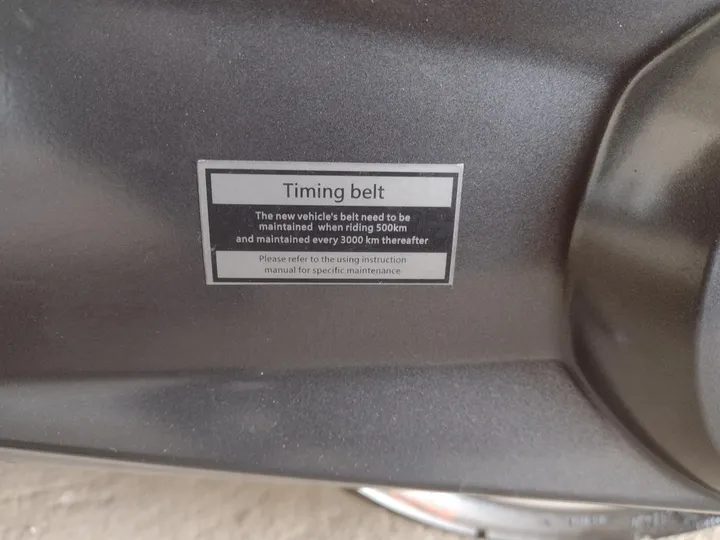 Timing belt
The new vehicle's belt need to be
maintained when riding 500km
and maintained every 3000 km thereafter
Please refer to the using instruction
manual for specific maintenance